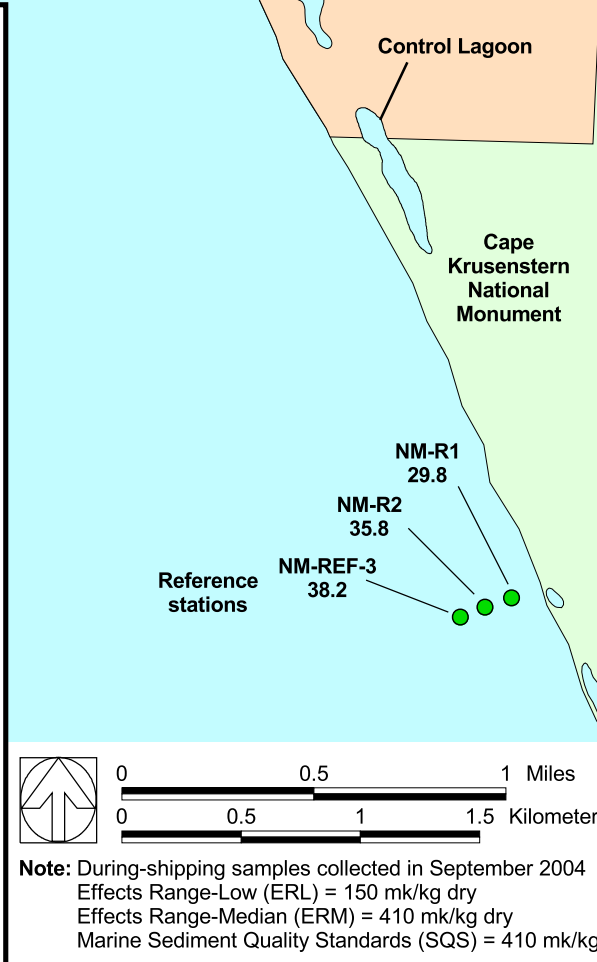 Control Lagoon
Cape
Krusenstern
National
Monument
NM-R1
29.8
NM-R2
35.8
NM-REF-3
38.2
Reference
stations
0 0.5 1 Miles
0 0.5 1 1.5 Kilometer
Note: During-shipping samples collected in September 2004
Effects Range-Low (ERL) = 150 mk/kg dry
Effects Range-Median (ERM) = 410 mk/kg dry
Marine Sediment Quality Standards (SQS) = 410 mk/kg